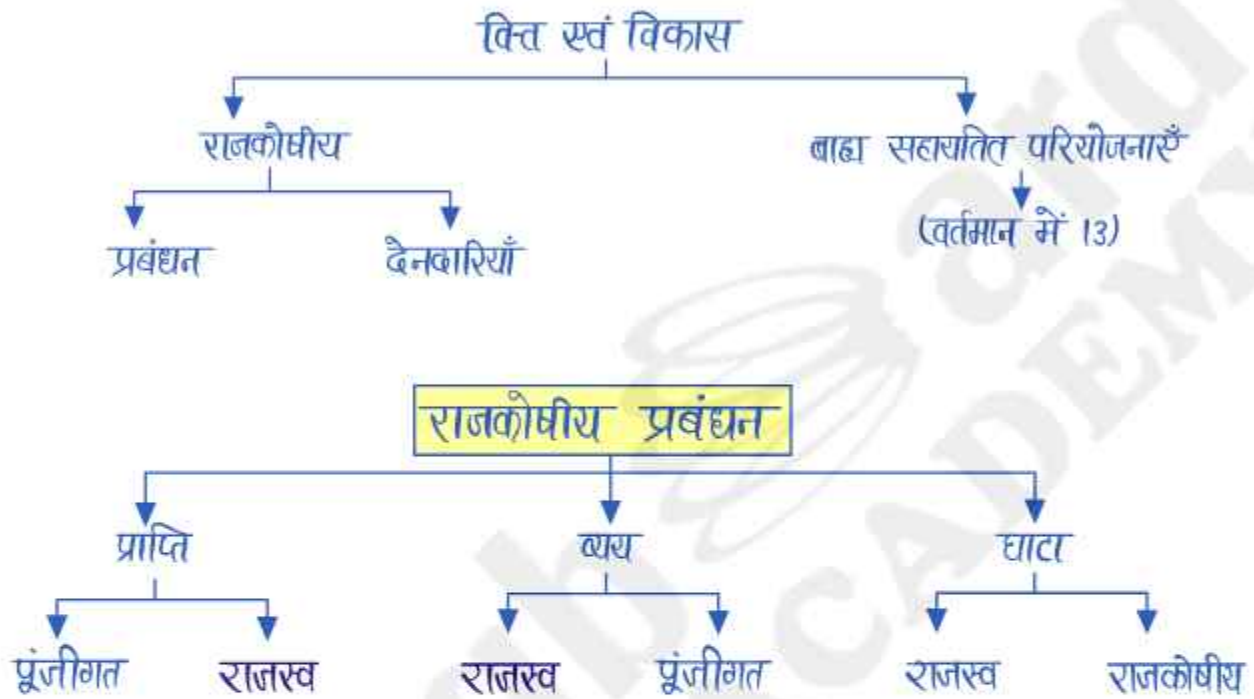 वित्त एवं विकास
राजकोषीय बाह्य सहायतित परियोजनाएँ
(वर्तमान में 13)
प्रबंधन देनदारियाँ
राजकोषीय प्रबंधन
प्राप्ति व्यय घाटा
पूंजीगत राजस्व राजस्व पूंजीगत राजस्व राजकोषीय